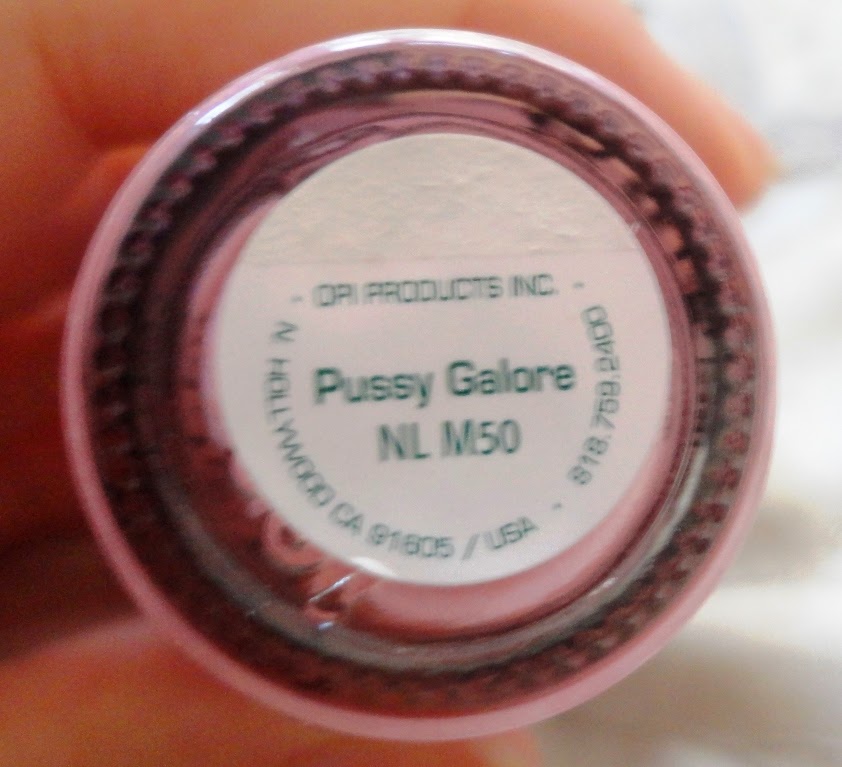 - OPI PRODUCTS INC. -
Pussy Galore
NL M50
N HOLLYWOOD CA 91605 / USA - 818.759.2400